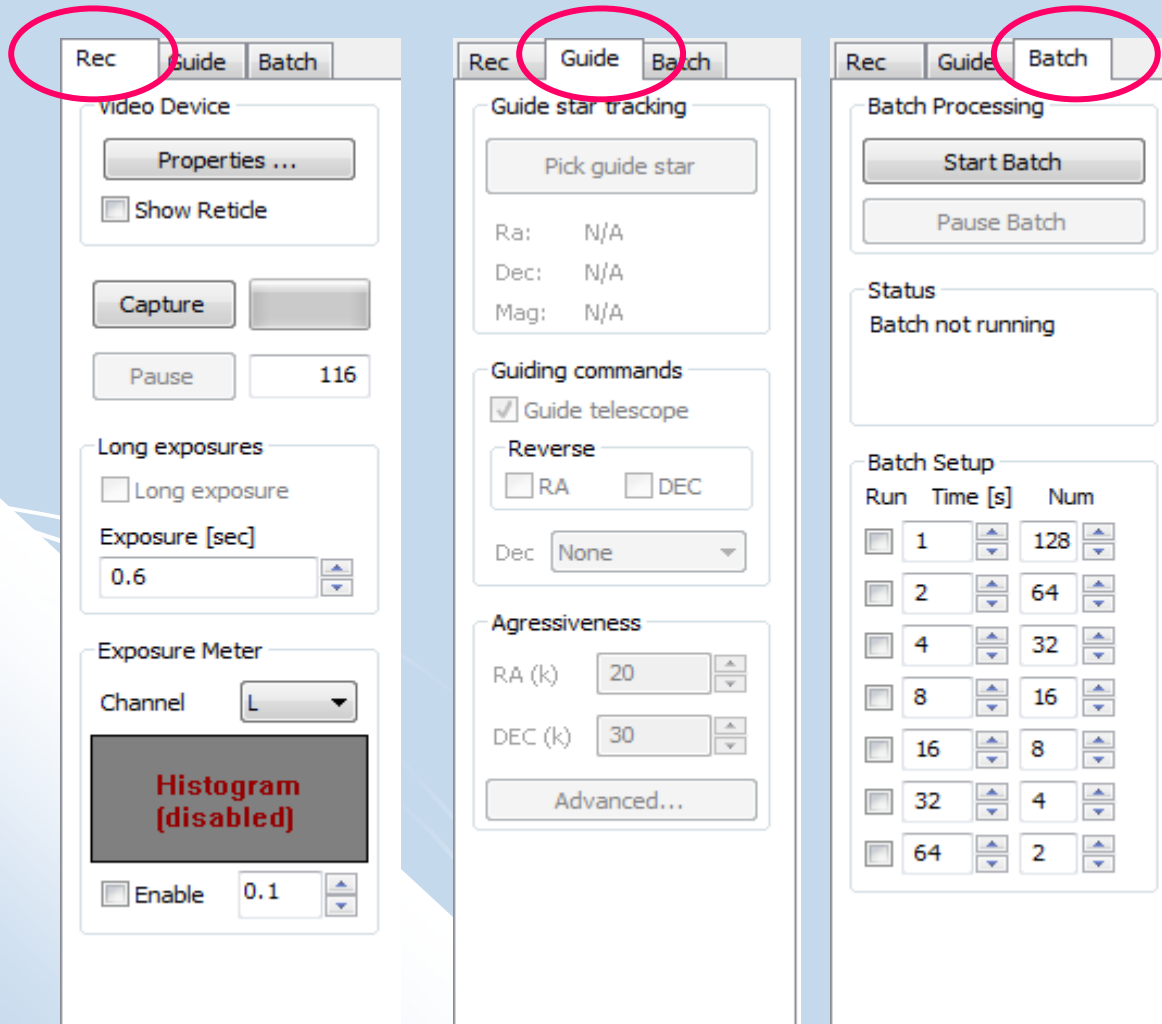 Rec Guide Batch
Video Device
Properties ...
Show Reticle
Capture
Pause 116
Long exposures
Long exposure
Exposure [sec]
0.6
Exposure Meter
Channel L
Histogram
(disabled)
Enable 0.1
Rec Guide Batch
Guide star tracking
Pick guide star
Ra: N/A
Dec: N/A
Mag: N/A
Guiding commands
Guide telescope
Reverse
RA DEC
Dec None
Agressiveness
RA (k) 20
DEC (k) 30
Advanced...
Rec Guide Batch
Batch Processing
Start Batch
Pause Batch
Status
Batch not running
Batch Setup
Run Time [s] Num
1 128
2 64
4 32
8 16
16 8
32 4
64 2